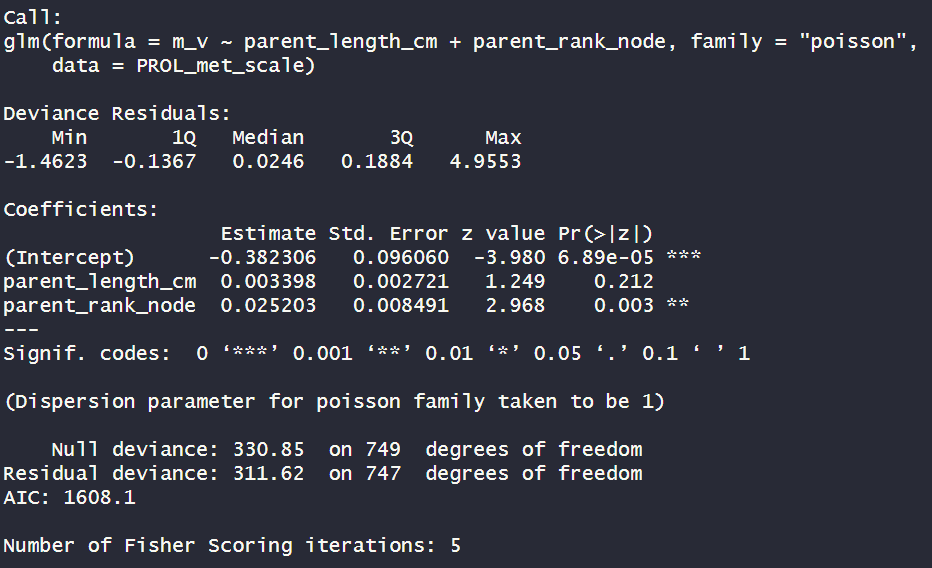 Call:
glm(formula = m_v ~ parent_length_cm + parent_rank_node, family = "poisson",
    data = PROL_met_scale)

Deviance Residuals:
    Min       1Q   Median       3Q      Max
-1.4623  -0.1367   0.0246   0.1884   4.9553

Coefficients:
                  Estimate Std. Error z value Pr(>|z|)
(Intercept)      -0.382306   0.096060  -3.980 6.89e-05 ***
parent_length_cm  0.003398   0.002721   1.249    0.212
parent_rank_node  0.025203   0.008491   2.968    0.003 **
---
Signif. codes:  0 ‘***’ 0.001 ‘**’ 0.01 ‘*’ 0.05 ‘.’ 0.1 ‘ ’ 1

(Dispersion parameter for poisson family taken to be 1)

    Null deviance: 330.85  on 749  degrees of freedom
Residual deviance: 311.62  on 747  degrees of freedom
AIC: 1608.1

Number of Fisher Scoring iterations: 5